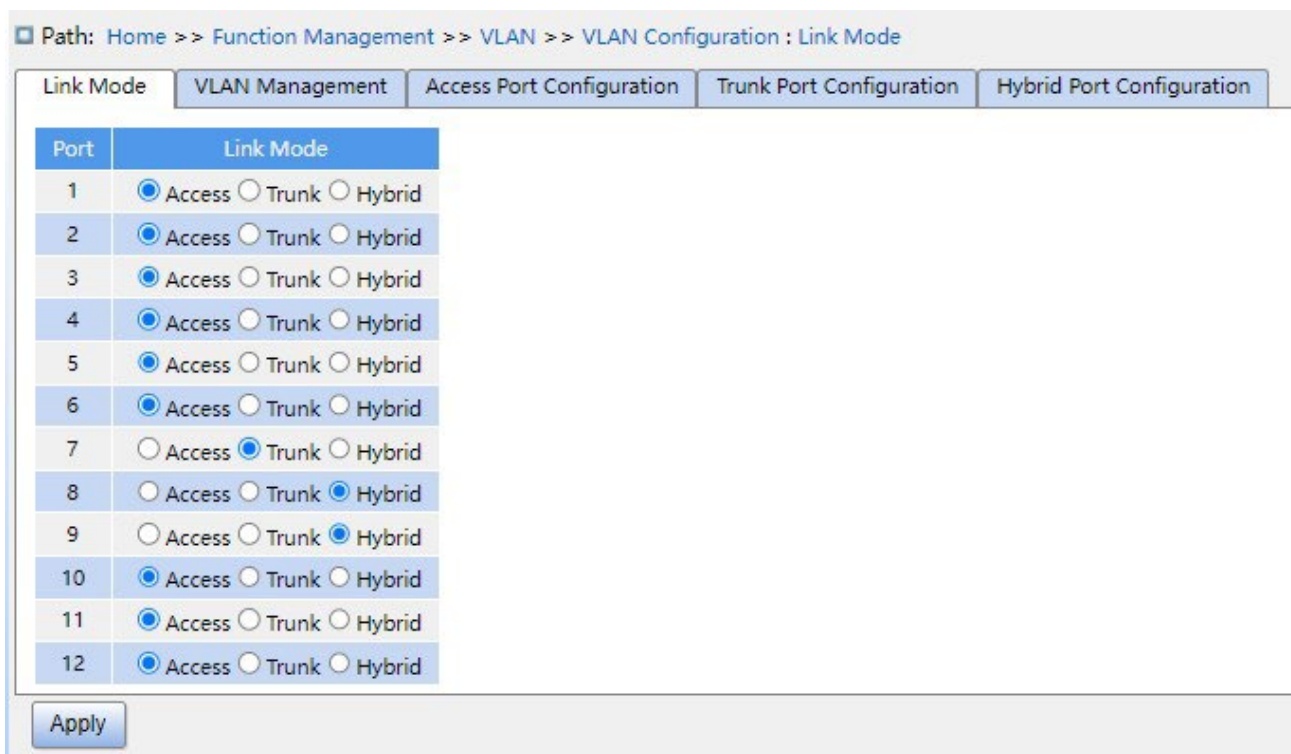 Path: Home >> Function Management >> VLAN >> VLAN Configuration : Link Mode
Link Mode VLAN Management Access Port Configuration Trunk Port Configuration Hybrid Port Configuration
Port Link Mode
1 Access Trunk Hybrid
2 Access Trunk Hybrid
3 Access Trunk Hybrid
4 Access Trunk Hybrid
5 Access Trunk Hybrid
6 Access Trunk Hybrid
7 Access Trunk Hybrid
8 Access Trunk Hybrid
9 Access Trunk Hybrid
10 Access Trunk Hybrid
11 Access Trunk Hybrid
12 Access Trunk Hybrid
Apply